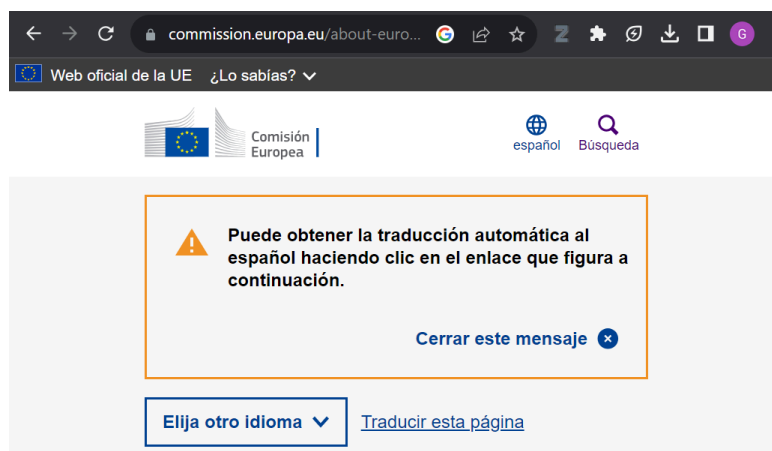 commission.europa.eu/about-euro...
G
Web oficial de la UE ¿Lo sabías?
Comisión
Europea
español Búsqueda
Puede obtener la traducción automática al
español haciendo clic en el enlace que figura a
continuación.
Cerrar este mensaje
Elija otro idioma Traducir esta página